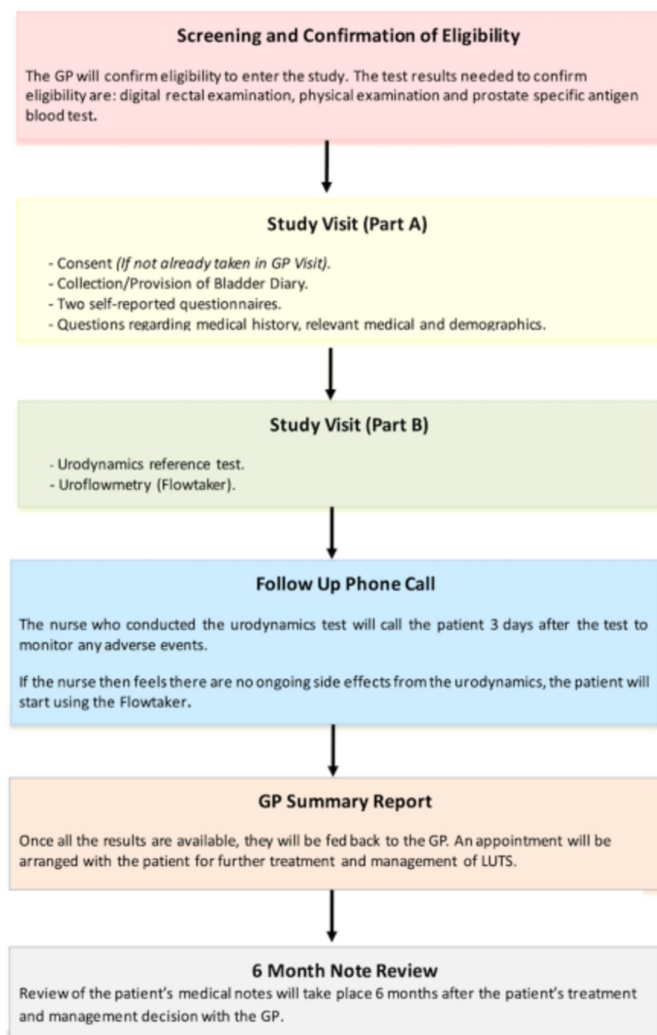 Screening and Confirmation of Eligibility
The GP will confirm eligibility to enter the study. The test results needed to confirm
eligibility are: digital rectal examination, physical examination and prostate specific antigen
blood test.
Study Visit (Part A)
- Consent (If not already taken in GP Visit).
- Collection/Provision of Bladder Diary.
- Two self-reported questionnaires.
- Questions regarding medical history, relevant medical and demographics.
Study Visit (Part B)
- Urodynamics reference test.
- Uroflowmetry (Flowtaker).
Follow Up Phone Call
The nurse who conducted the urodynamics test will call the patient 3 days after the test to
monitor any adverse events.
If the nurse then feels there are no ongoing side effects from the urodynamics, the patient will
start using the Flowtaker.
GP Summary Report
Once all the results are available, they will be fed back to the GP. An appointment will be
arranged with the patient for further treatment and management of LUTS.
6 Month Note Review
Review of the patient's medical notes will take place 6 months after the patient's treatment
and management decision with the GP.